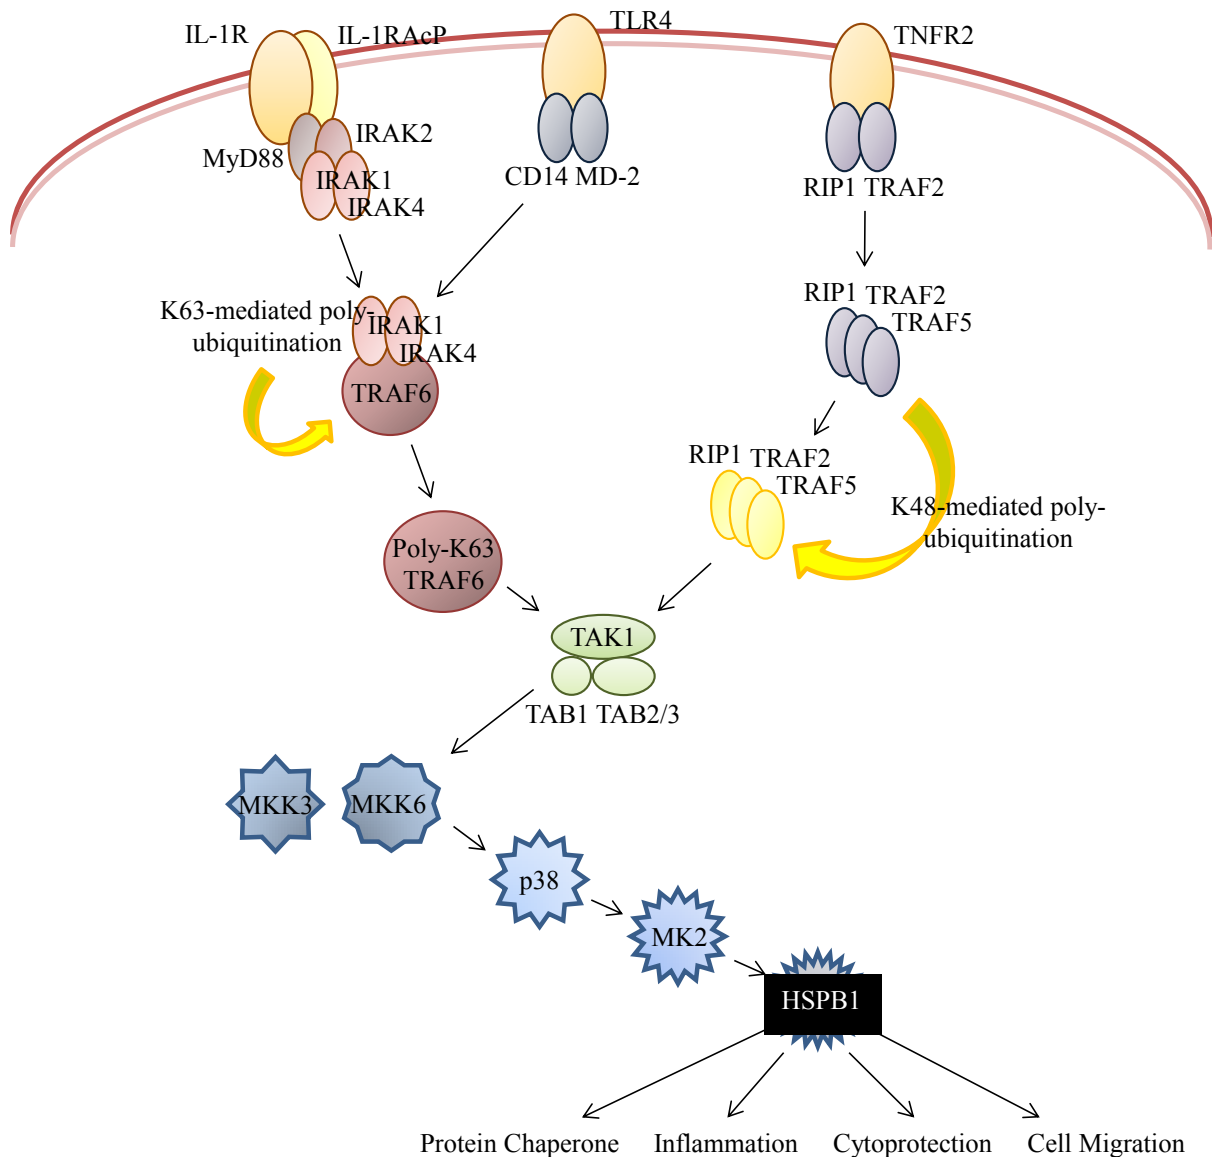 IL-1R
IL-1RAcP
TLR4
TNFR2
IRAK2
MyD88
IRAK1
IRAK4
CD14 MD-2
RIP1 TRAF2
RIP1 TRAF2
TRAF5
K63-mediated poly-
ubiquitination
IRAK1
IRAK4
TRAF6
RIP1 TRAF2
TRAF5
K48-mediated poly-
ubiquitination
Poly-K63
TRAF6
TAK1
TAB1 TAB2/3
MKK3
MKK6
p38
MK2
HSPB1
Protein Chaperone
Inflammation
Cytoprotection
Cell Migration